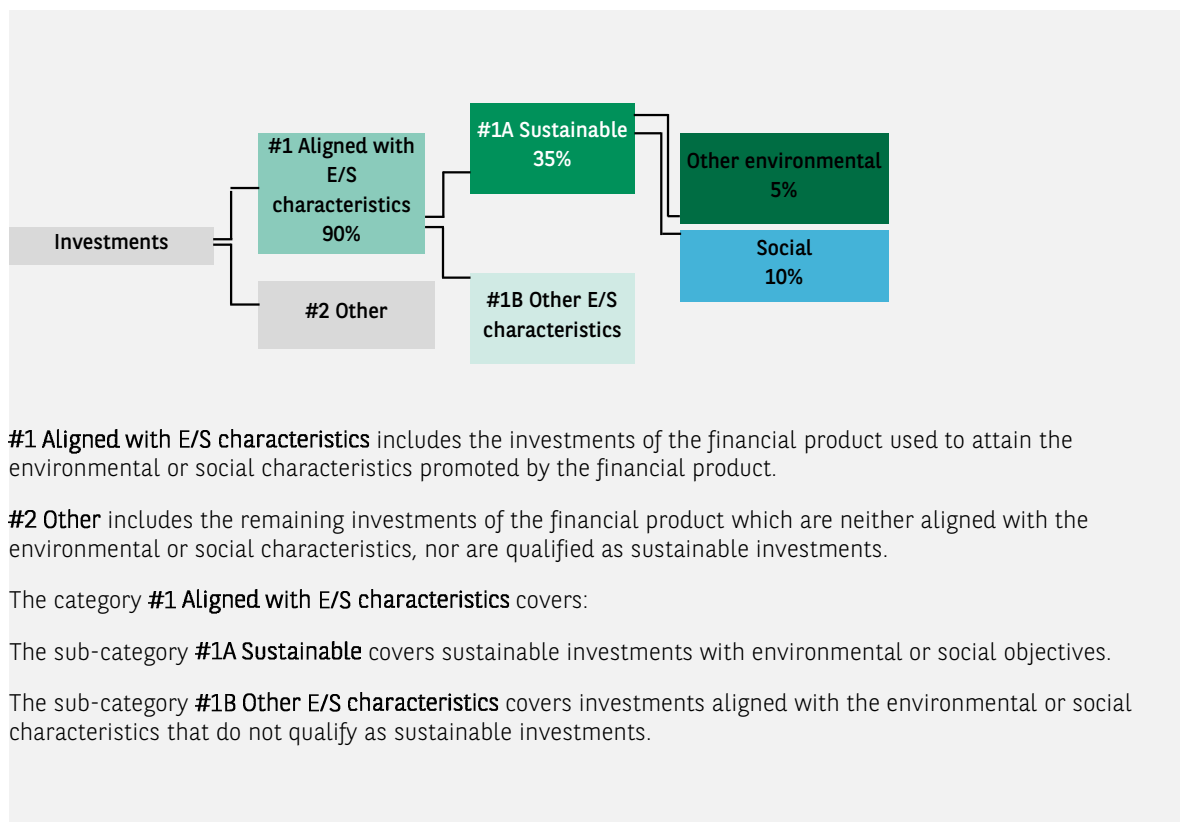 Investments
#1 Aligned with
E/S
characteristics
90%
#2 Other
#1A Sustainable
35%
#1B Other E/S
characteristics
Other environmental
5%
Social
10%
#1 Aligned with E/S characteristics includes the investments of the financial product used to attain the
environmental or social characteristics promoted by the financial product.
#2 Other includes the remaining investments of the financial product which are neither aligned with the
environmental or social characteristics, nor are qualified as sustainable investments.
The category #1 Aligned with E/S characteristics covers:
The sub-category #1A Sustainable covers sustainable investments with environmental or social objectives.
The sub-category #1B Other E/S characteristics covers investments aligned with the environmental or social
characteristics that do not qualify as sustainable investments.